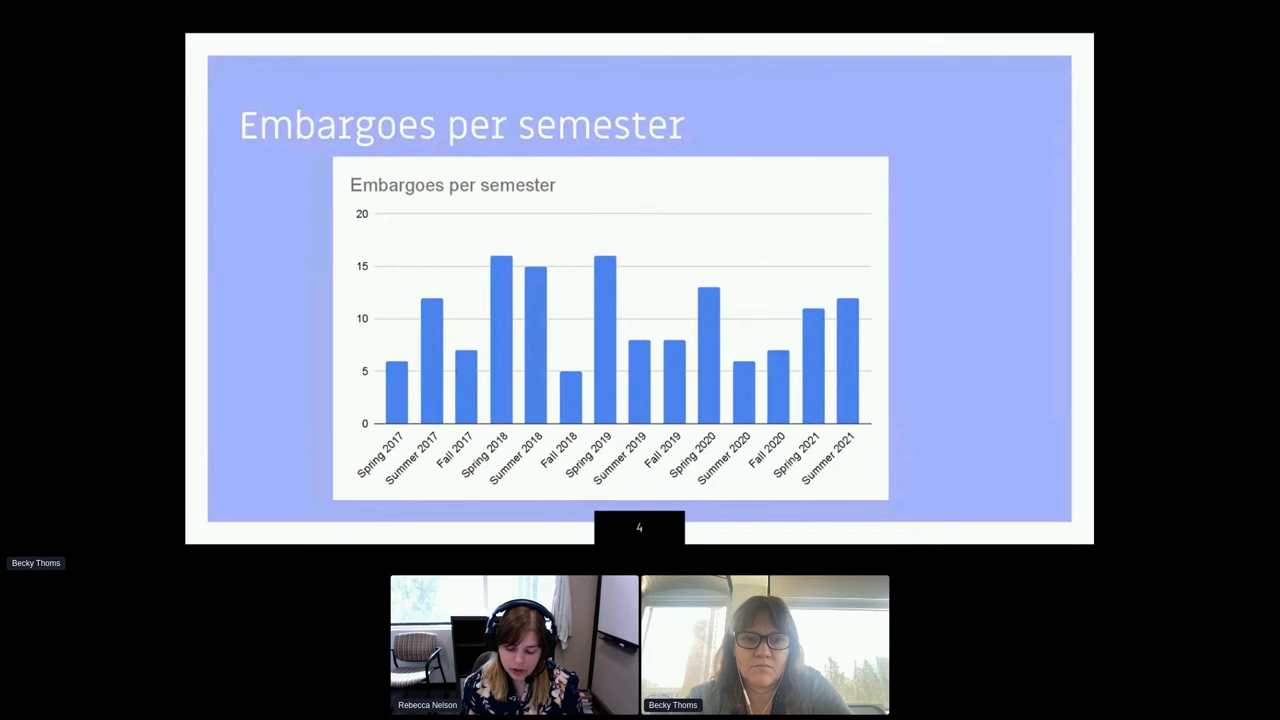 Embargoes per semester
Embargoes per semester
20
15
10
5
0
Spring 2017
Summer 2017
Fall 2017
Spring 2018
Summer 2018
Fall 2018
Spring 2019
Summer 2019
Fall 2019
Spring 2020
Summer 2020
Fall 2020
Spring 2021
Summer 2021
4
Becky Thoms
Rebecca Nelson
Becky Thoms